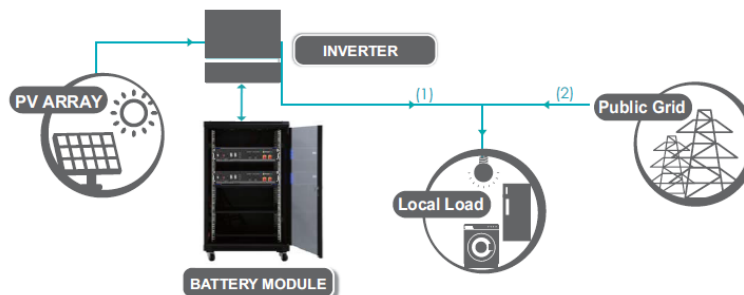 INVERTER
PV ARRAY
(1)
(2)
Public Grid
Local Load
BATTERY MODULE